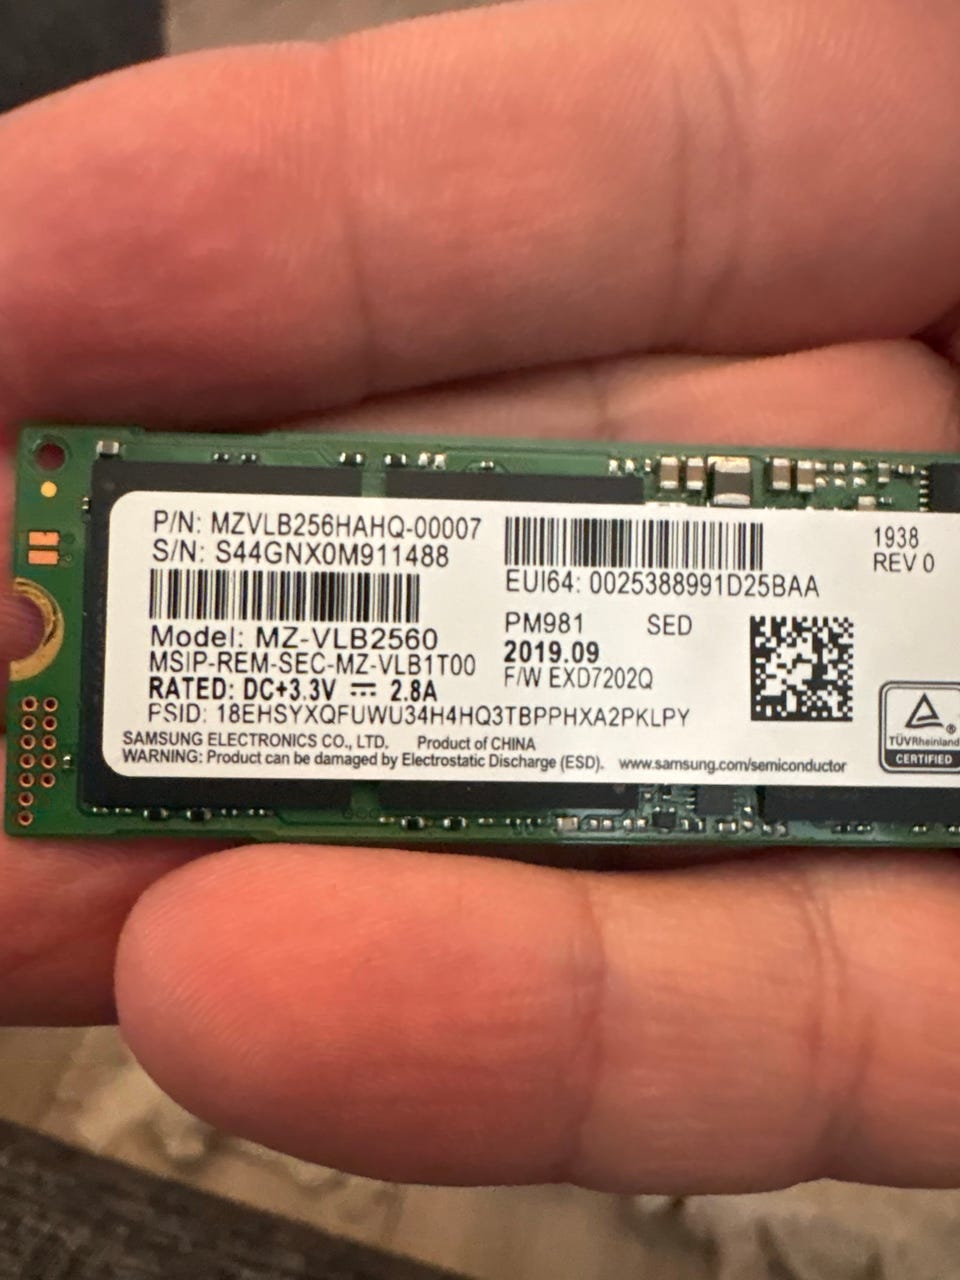 P/N: MZVLB256HAHQ-00007
S/N: S44GNX0M911488
Model: MZ-VLB2560
MSIP-REM-SEC-MZ-VLB1T00
RATED: DC+3.3V ⎓ 2.8A
PSID: 18EHSYXQFUWU34H4HQ3TBPPHXA2PKLPY
SAMSUNG ELECTRONICS CO., LTD. Product of CHINA
WARNING: Product can be damaged by Electrostatic Discharge (ESD). www.samsung.com/semiconductor
EUI64: 0025388991D25BAA
PM981 SED
2019.09
F/W EXD7202Q
1938
REV 0
TÜVRheinland
CERTIFIED